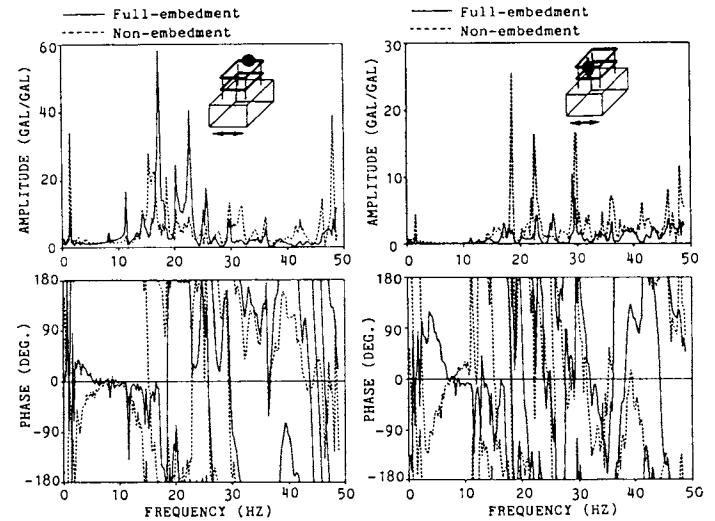 Full-embedment
Non-embedment
AMPLITUDE (GAL/GAL)
60
40
20
0
0 10 20 30 40 50
180
90
0
-90
-180
PHASE (DEG.)
0 10 20 30 40 50
FREQUENCY (HZ)
Full-embedment
Non-embedment
AMPLITUDE (GAL/GAL)
30
20
10
0
0 10 20 30 40 50
180
90
0
-90
-180
PHASE (DEG.)
0 10 20 30 40 50
FREQUENCY (HZ)